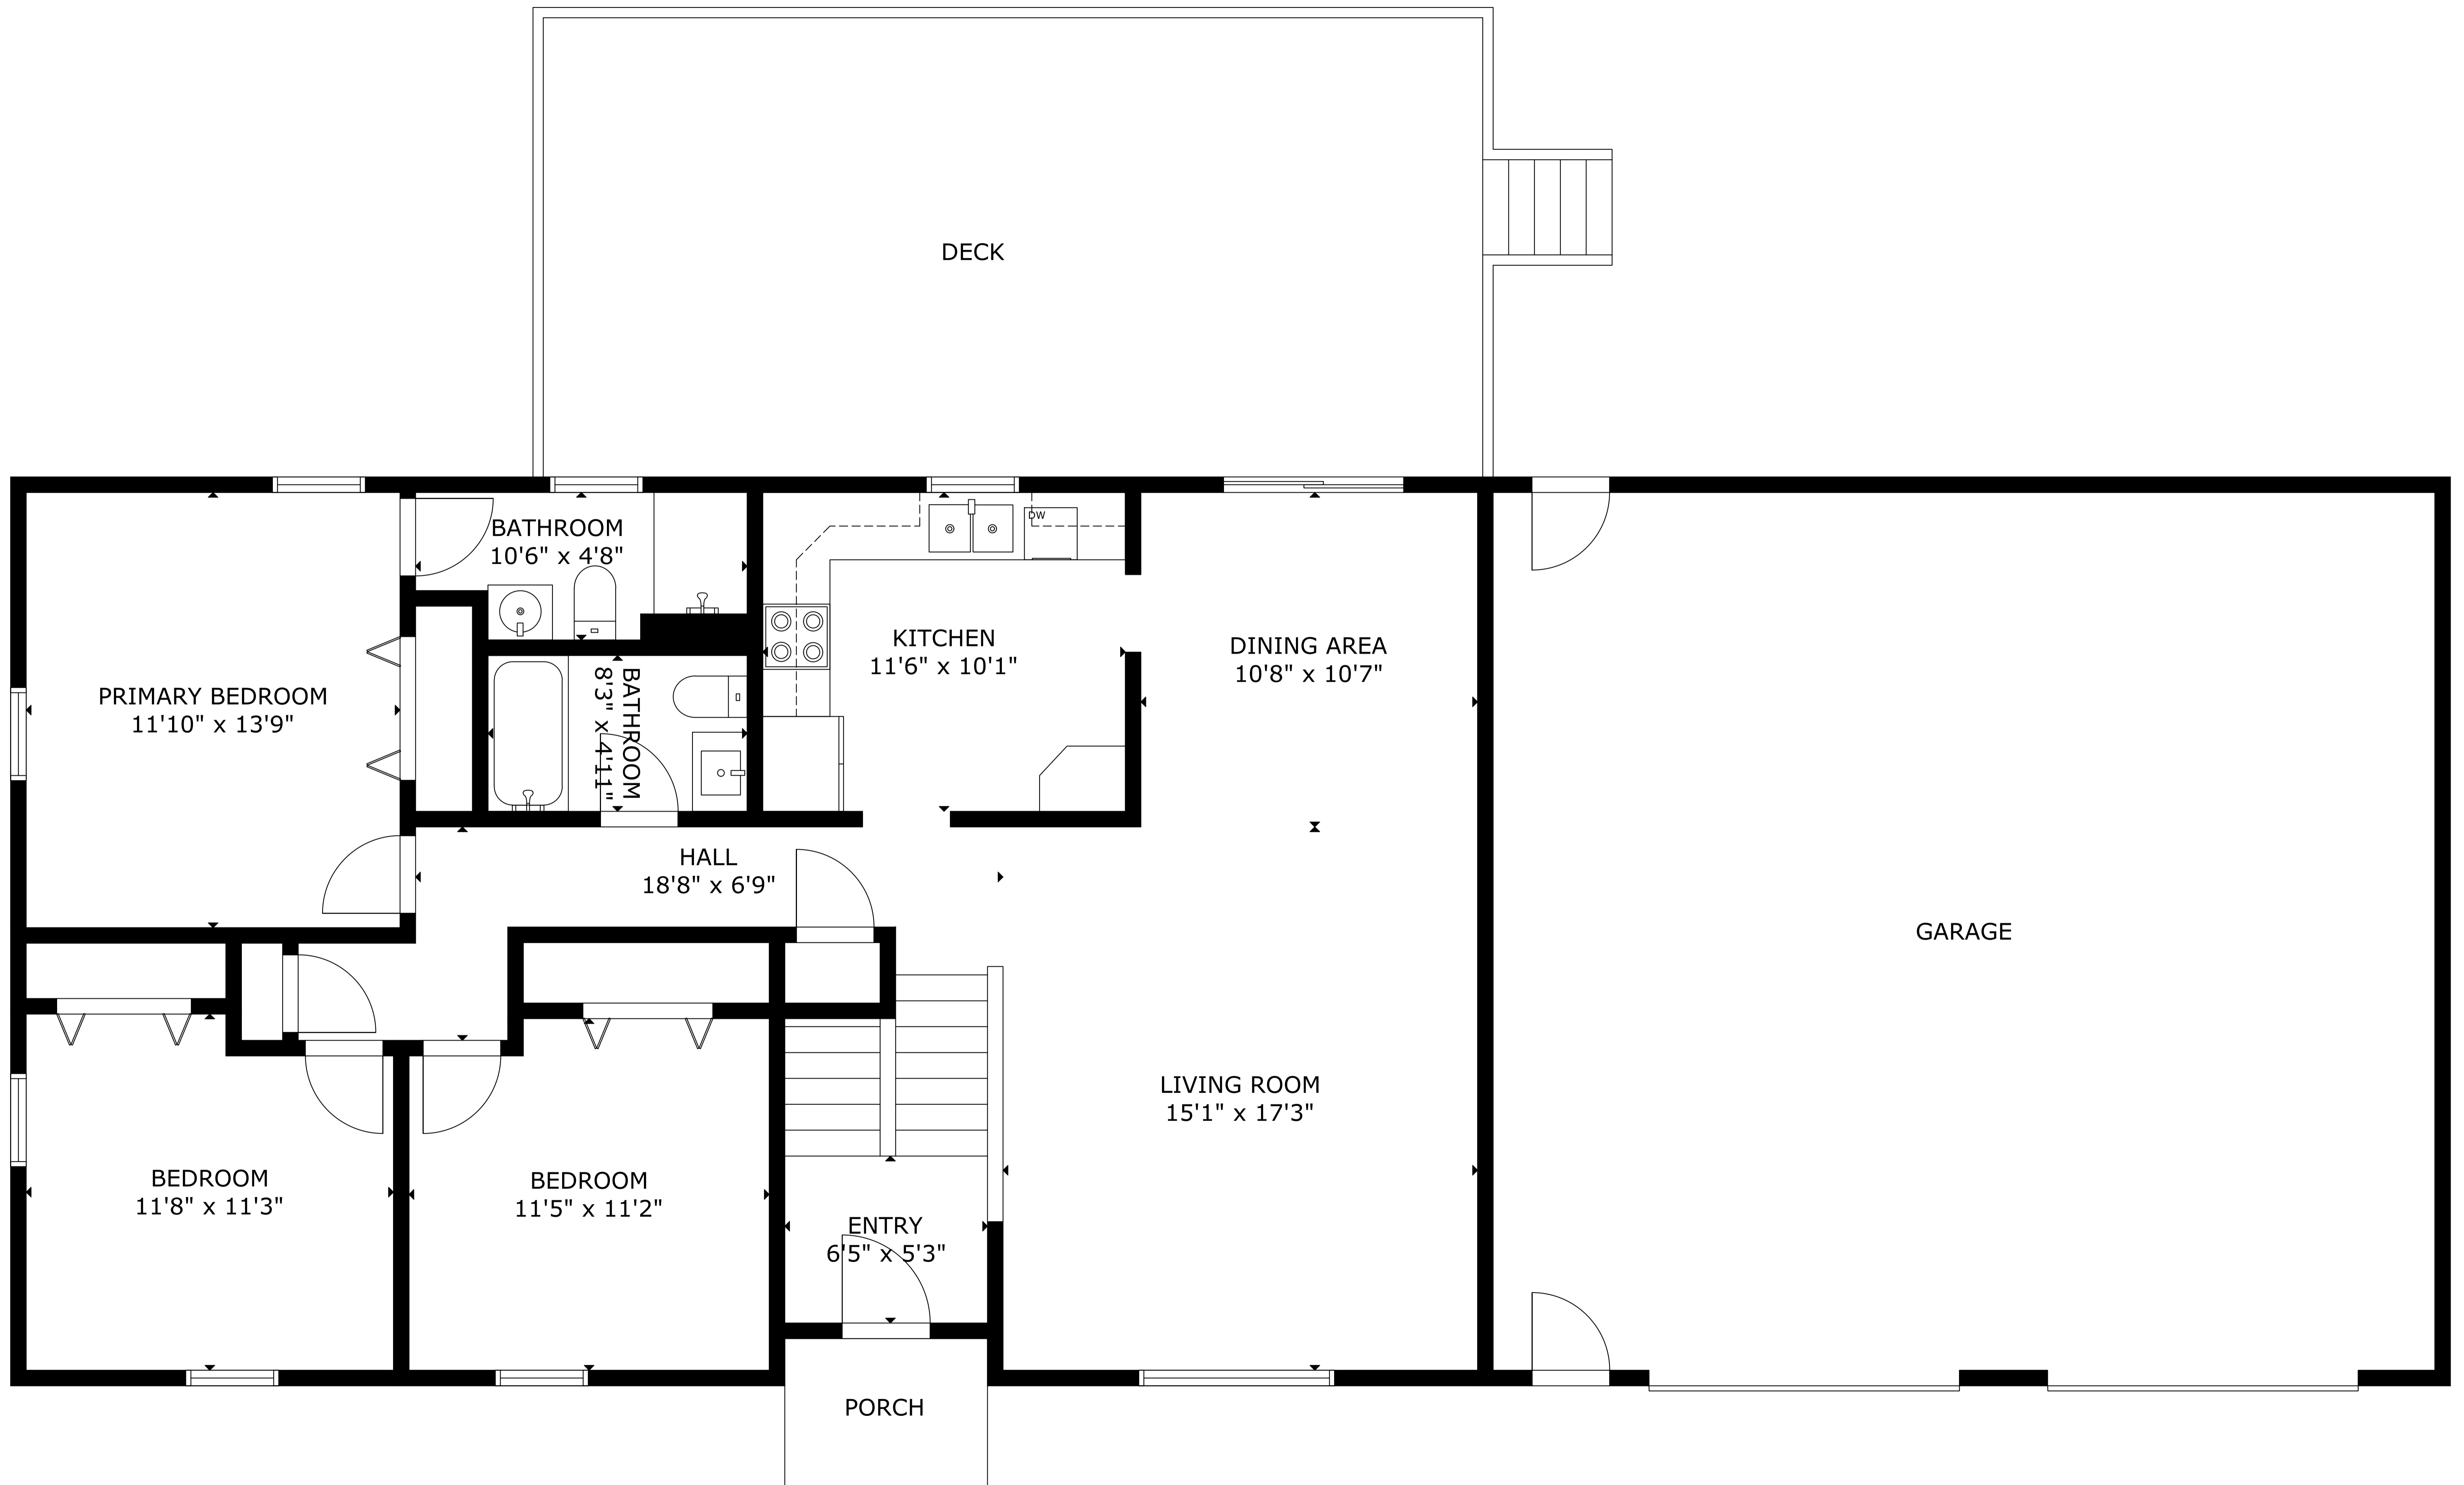 DECK
BATHROOM
10'6" x 4'8"
DW
KITCHEN
11'6" x 10'1"
DINING AREA
10'8" x 10'7"
PRIMARY BEDROOM
11'10" x 13'9"
BATHROOM
8'3" x 4'11"
HALL
18'8" x 6'9"
GARAGE
LIVING ROOM
15'1" x 17'3"
BEDROOM
11'8" x 11'3"
BEDROOM
11'5" x 11'2"
ENTRY
6'5" x 5'3"
PORCH